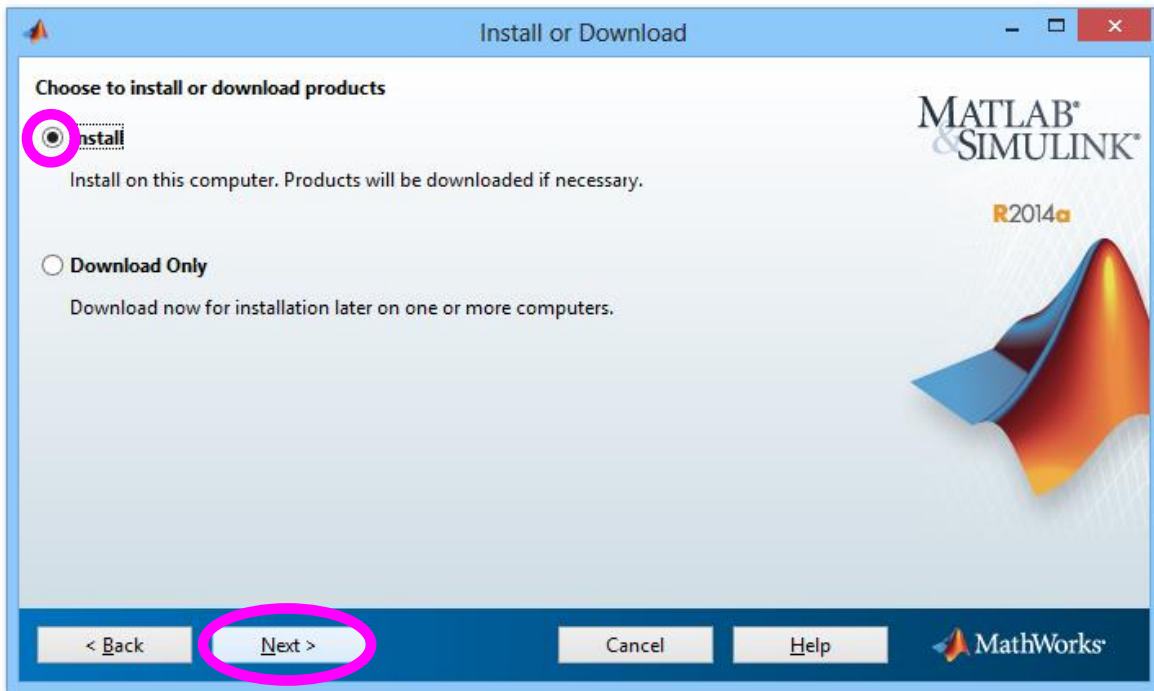 Install or Download
Choose to install or download products
Install
Install on this computer. Products will be downloaded if necessary.
Download Only
Download now for installation later on one or more computers.
MATLAB®
&SIMULINK®
R2014a
< Back
Next >
Cancel
Help
MathWorks®